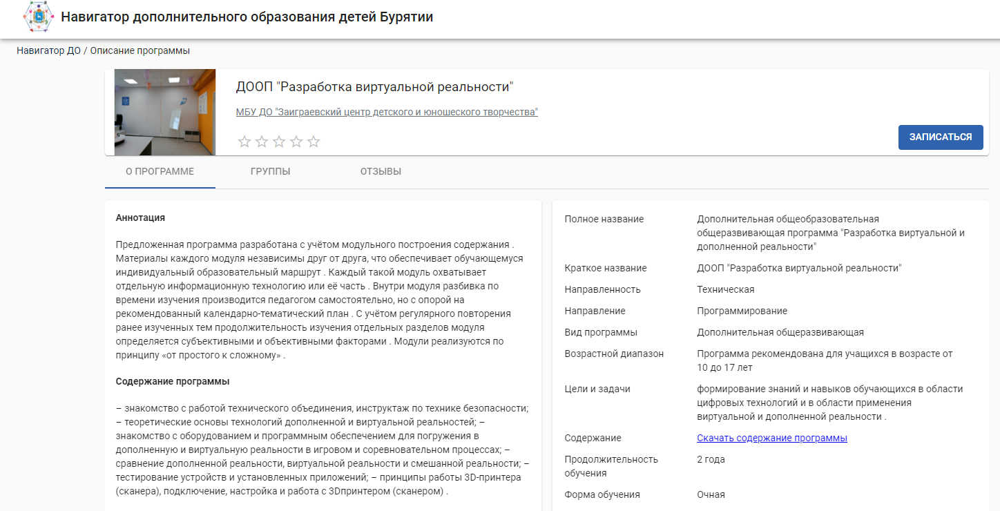 Навигатор дополнительного образования детей Бурятии
Навигатор ДО / Описание программы
ДООП "Разработка виртуальной реальности"
МБУ ДО "Заиграевский центр детского и юношеского творчества"
ЗАПИСАТЬСЯ
О ПРОГРАММЕ ГРУППЫ ОТЗЫВЫ
Аннотация
Предложенная программа разработана с учётом модульного построения содержания .
Материалы каждого модуля независимы друг от друга, что обеспечивает обучающемуся
индивидуальный образовательный маршрут . Каждый такой модуль охватывает
отдельную информационную технологию или её часть . Внутри модуля разбивка по
времени изучения производится педагогом самостоятельно, но с опорой на
рекомендованный календарно-тематический план . С учётом регулярного повторения
ранее изученных тем продолжительность изучения отдельных разделов модуля
определяется субъективными и объективными факторами . Модули реализуются по
принципу «от простого к сложному» .
Содержание программы
– знакомство с работой технического объединения, инструктаж по технике безопасности;
– теоретические основы технологий дополненной и виртуальной реальностей; –
знакомство с оборудованием и программным обеспечением для погружения в
дополненную и виртуальную реальности в игровом и соревновательном процессах; –
сравнение дополненной реальности, виртуальной реальности и смешанной реальности; –
тестирование устройств и установленных приложений; – принципы работы 3D-принтера
(сканера), подключение, настройка и работа с 3Dпринтером (сканером) .
Полное название Дополнительная общеобразовательная
общеразвивающая программа "Разработка виртуальной и
дополненной реальности"
Краткое название ДООП "Разработка виртуальной реальности"
Направленность Техническая
Направление Программирование
Вид программы Дополнительная общеразвивающая
Возрастной диапазон Программа рекомендована для учащихся в возрасте от
10 до 17 лет
Цели и задачи формирование знаний и навыков обучающихся в области
цифровых технологий и в области применения
виртуальной и дополненной реальности .
Содержание Скачать содержание программы
Продолжительность 2 года
обучения
Форма обучения Очная